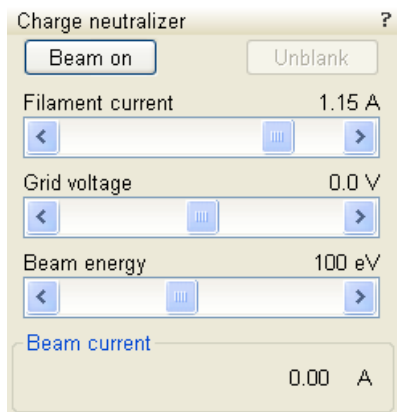 Charge neutralizer ?
Beam on Unblank
Filament current 1.15 A
Grid voltage 0.0 V
Beam energy 100 eV
Beam current
0.00 A